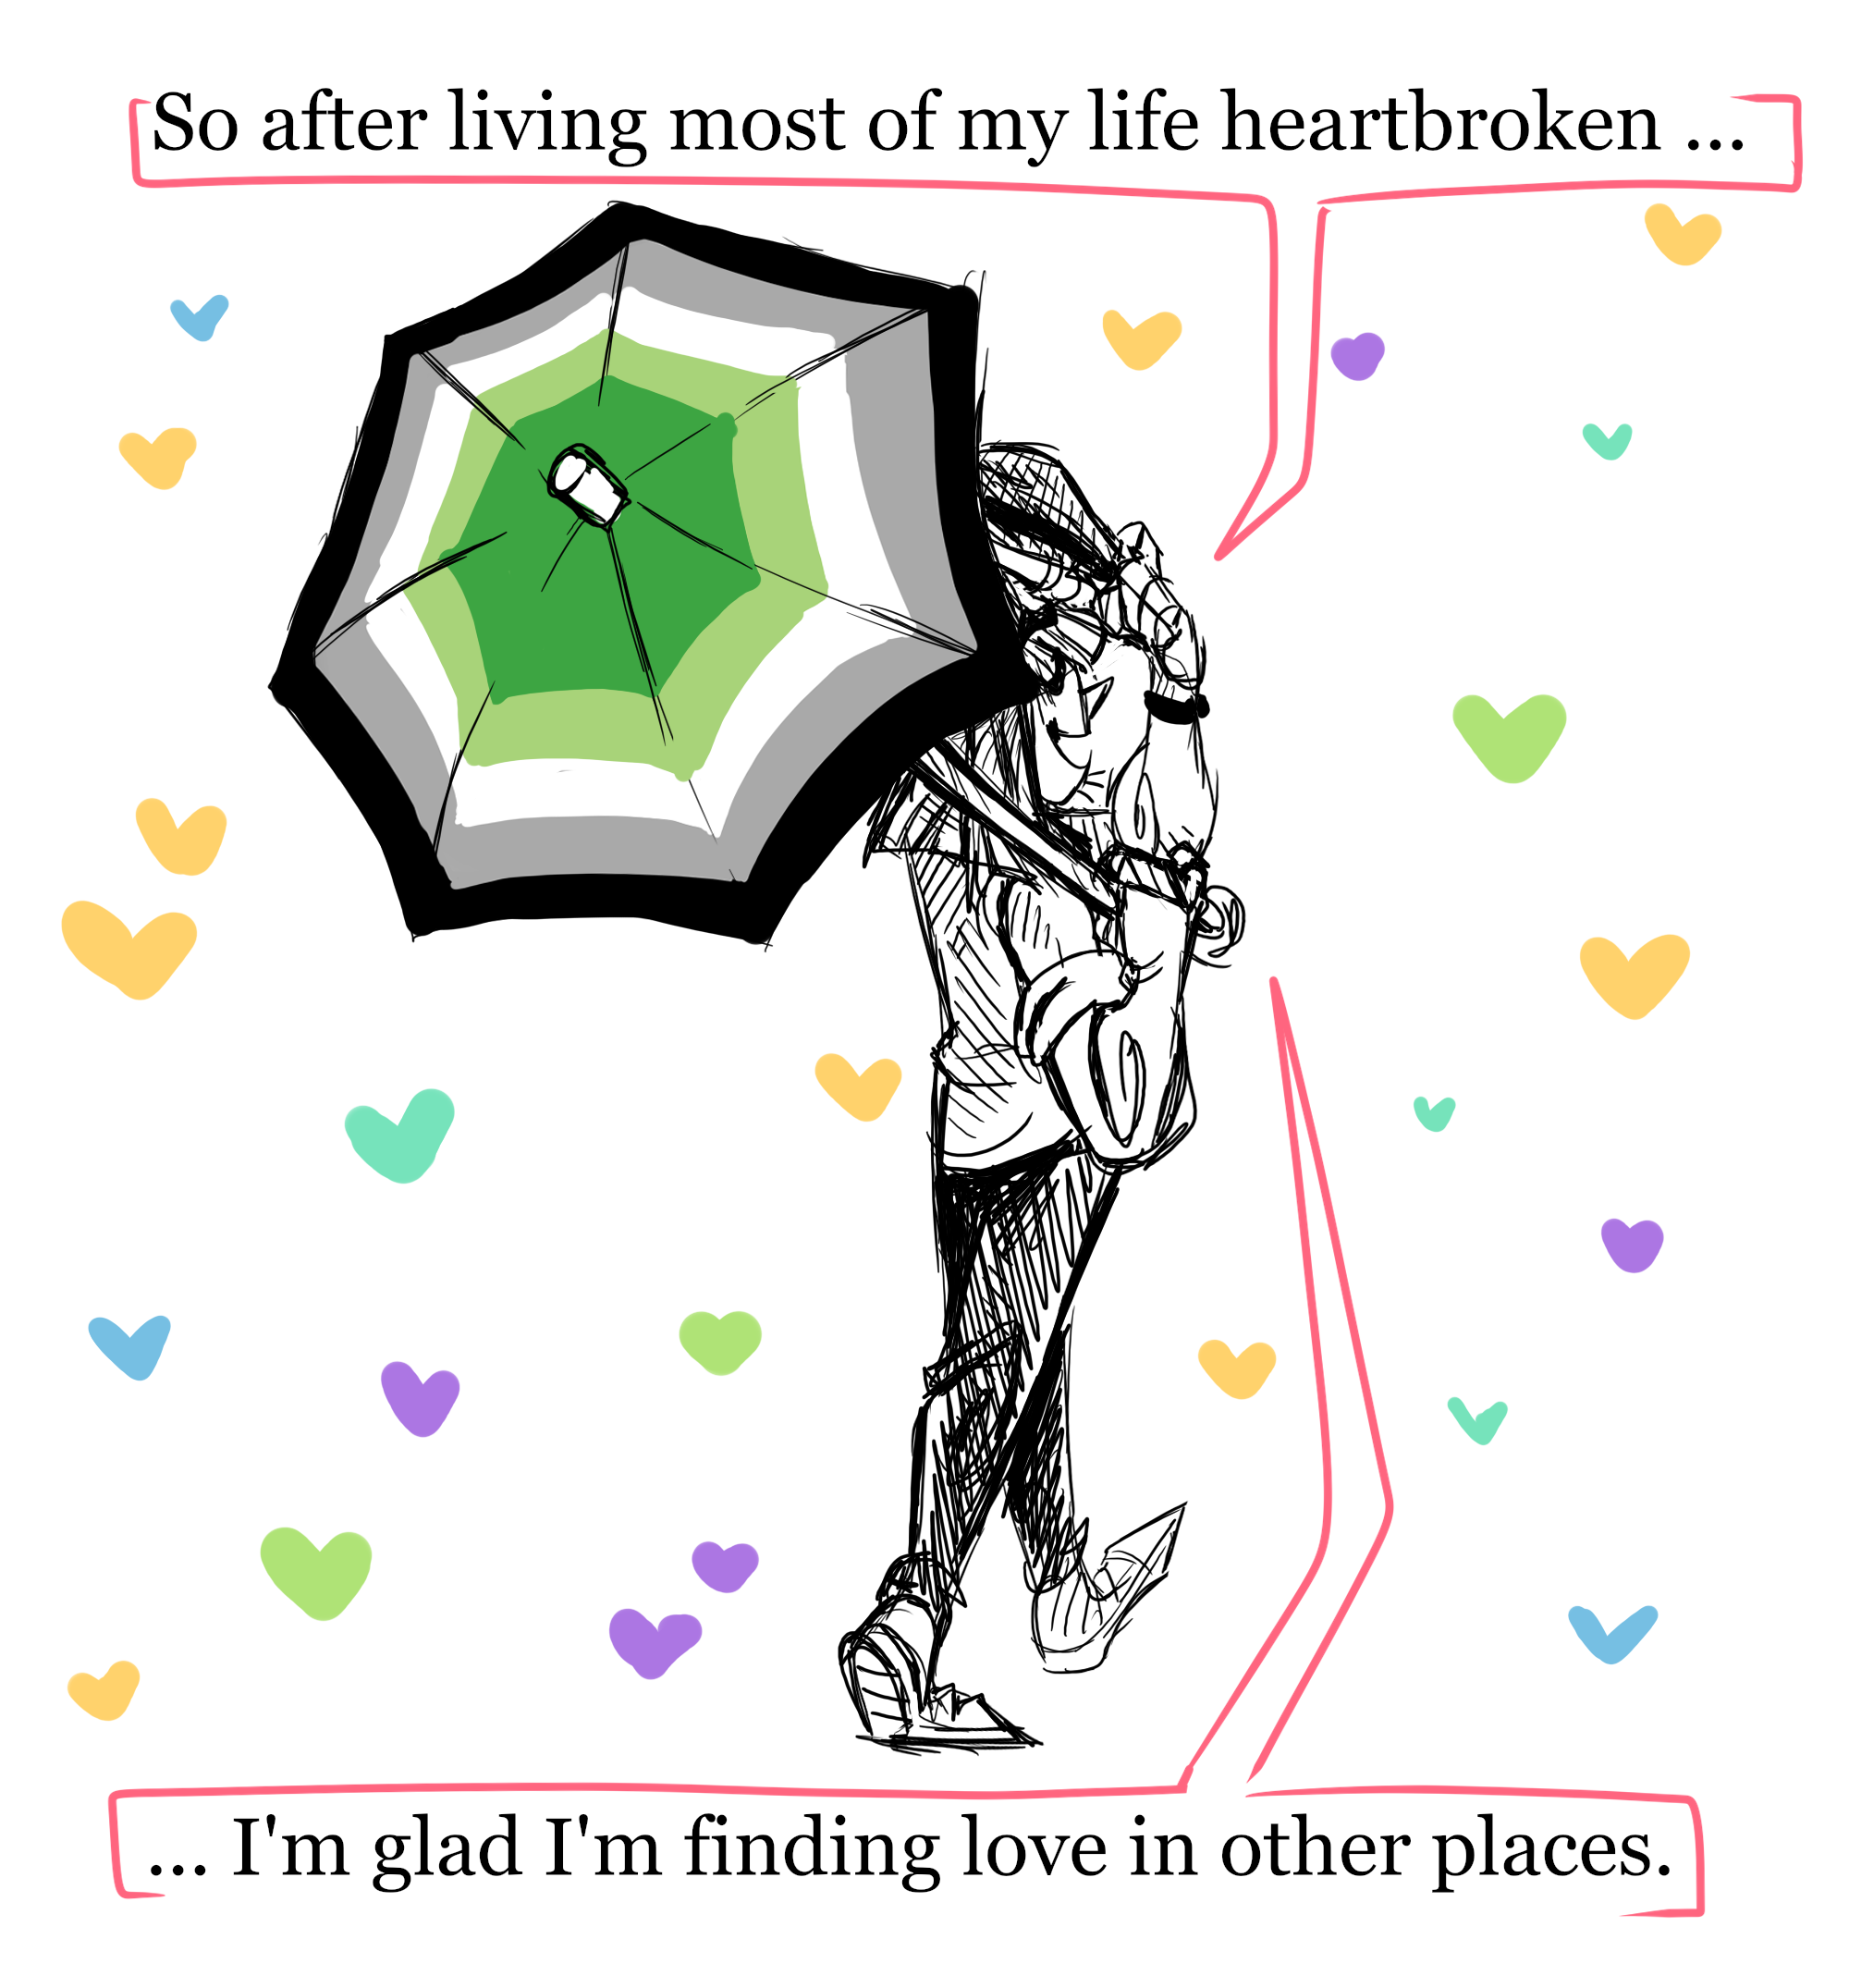 So after living most of my life heartbroken ...
... I'm glad I'm finding love in other places.